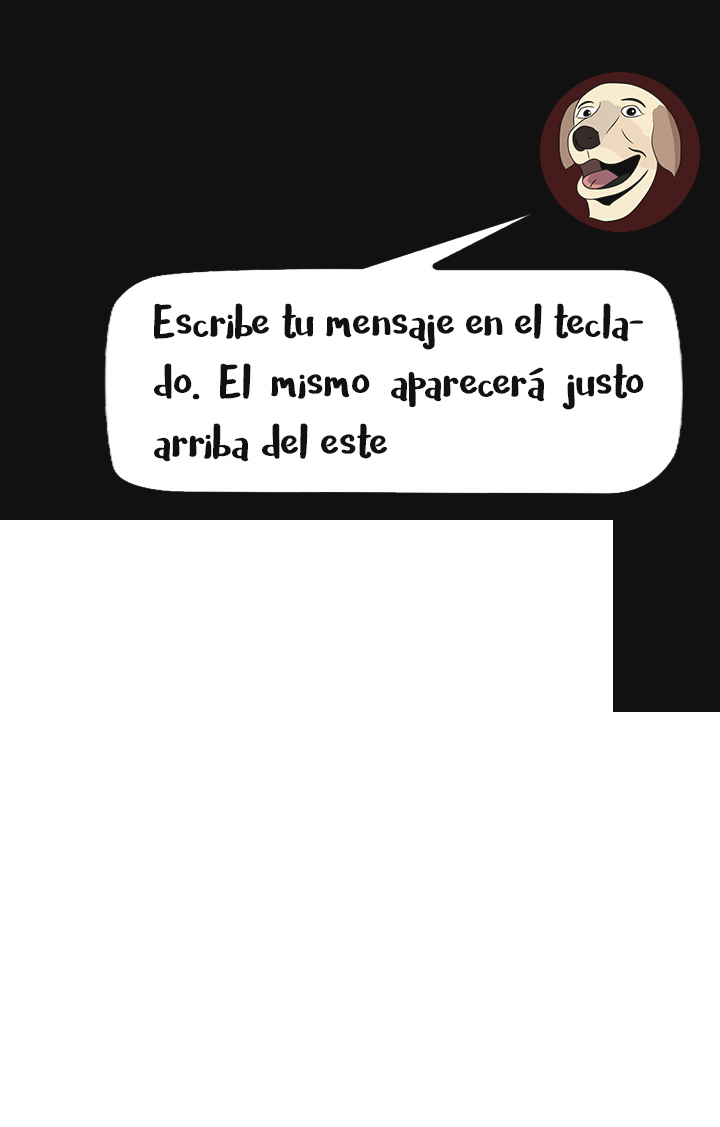 Escribe tu mensaje en el tecla-
do. El mismo aparecerá justo
arriba del este